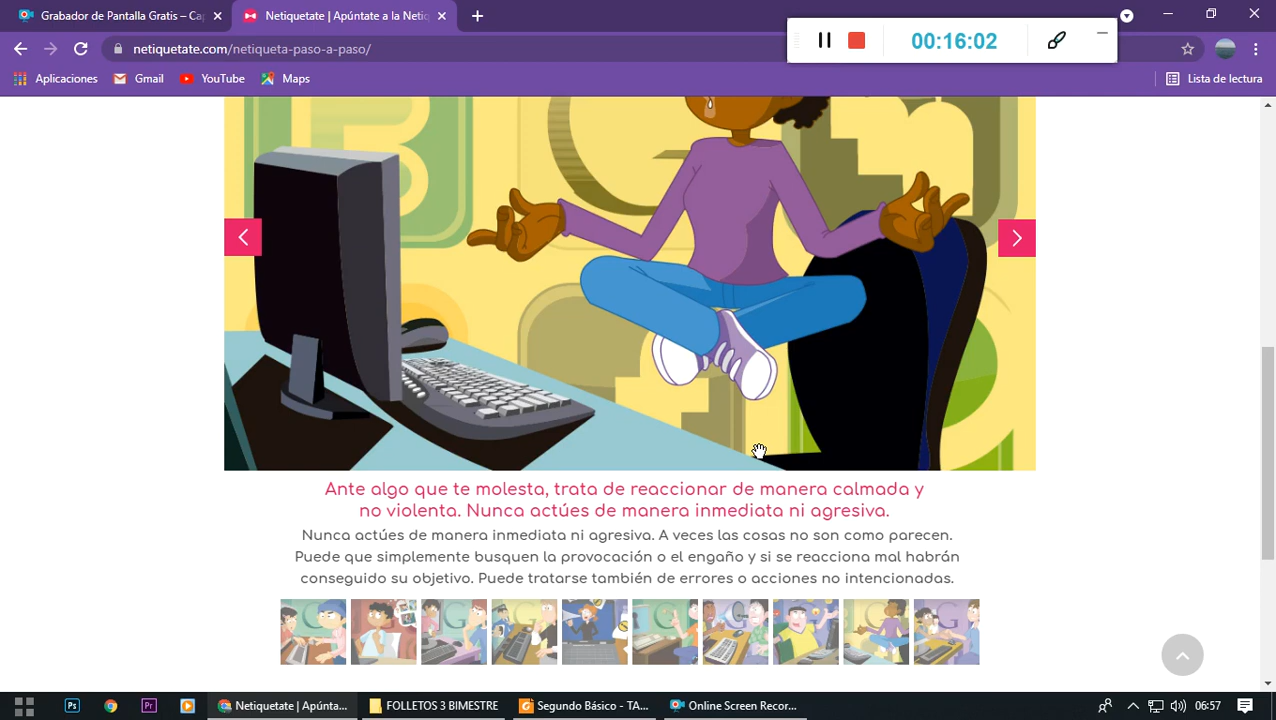 Grabador de Pantalla Gratis – Ca
Netiquetate | Apúntate a la Netiq
00:16:02
netiquetate.com/netiqueta-paso-a-paso/
Aplicaciones
Gmail
YouTube
Maps
Lista de lectura
Ante algo que te molesta, trata de reaccionar de manera calmada y
no violenta. Nunca actúes de manera inmediata ni agresiva.
Nunca actúes de manera inmediata ni agresiva. A veces las cosas no son como parecen.
Puede que simplemente busquen la provocación o el engaño y si se reacciona mal habrán
conseguido su objetivo. Puede tratarse también de errores o acciones no intencionadas.
Ps
Pr
Netiquetate | Apúnta...
FOLLETOS 3 BIMESTRE
Segundo Básico - TA...
Online Screen Recor...
06:57